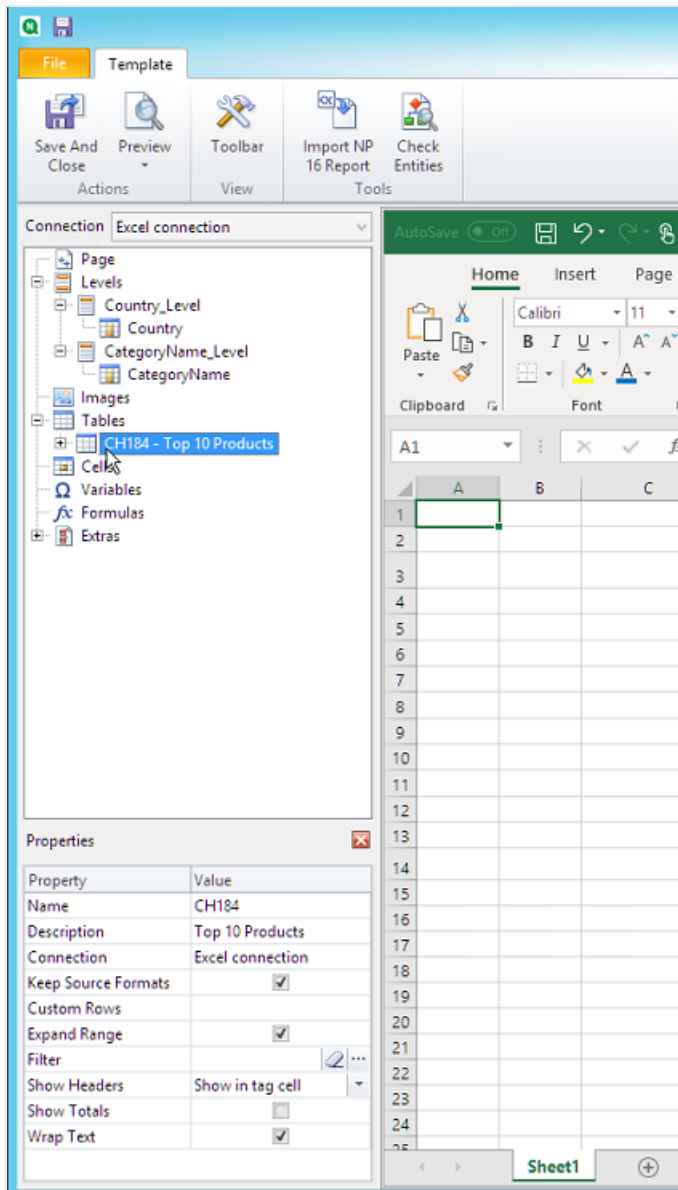 File Template
Save And Close
Preview
Toolbar
Import NP 16 Report
Check Entities
Actions View Tools
Connection Excel connection
Page
Levels
Country_Level
Country
CategoryName_Level
CategoryName
Images
Tables
CH184 - Top 10 Products
Cells
Variables
Formulas
Extras
Properties
Property Value
Name CH184
Description Top 10 Products
Connection Excel connection
Keep Source Formats
Custom Rows
Expand Range
Filter
Show Headers Show in tag cell
Show Totals
Wrap Text
AutoSave Off
Home Insert Page
Paste
Calibri 11
B I U A A
A
Clipboard Font
A1
A B C
1
2
3
4
5
6
7
8
9
10
11
12
13
14
15
16
17
18
19
20
21
22
23
24
25
Sheet1